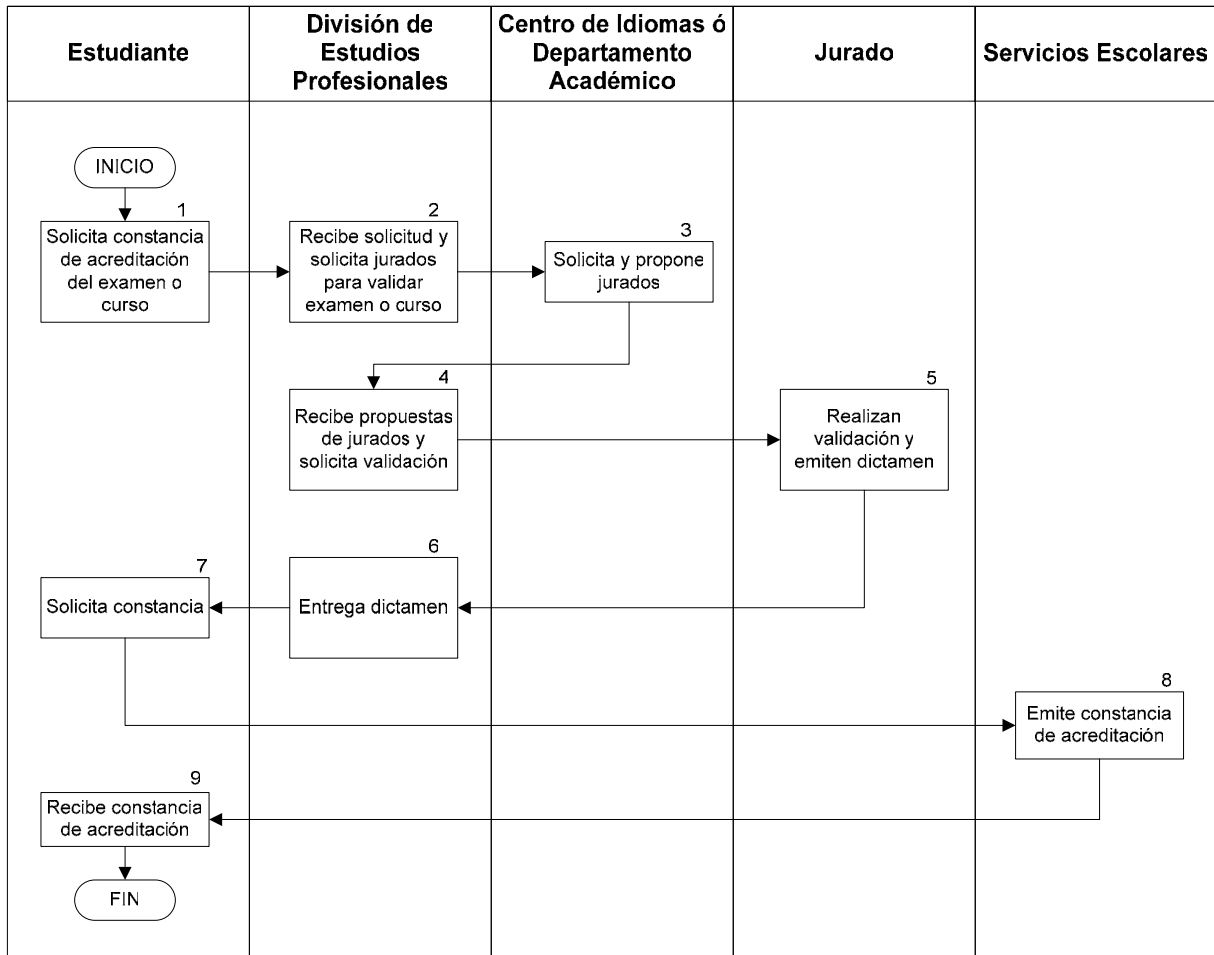 Estudiante
División de
Estudios
Profesionales
Centro de Idiomas ó
Departamento
Académico
Jurado
Servicios Escolares
INICIO
1
Solicita constancia
de acreditación
del examen o
curso
2
Recibe solicitud y
solicita jurados
para validar
examen o curso
3
Solicita y propone
jurados
4
Recibe propuestas
de jurados y
solicita validación
5
Realizan
validación y
emiten dictamen
6
Entrega dictamen
7
Solicita constancia
8
Emite constancia
de acreditación
9
Recibe constancia
de acreditación
FIN